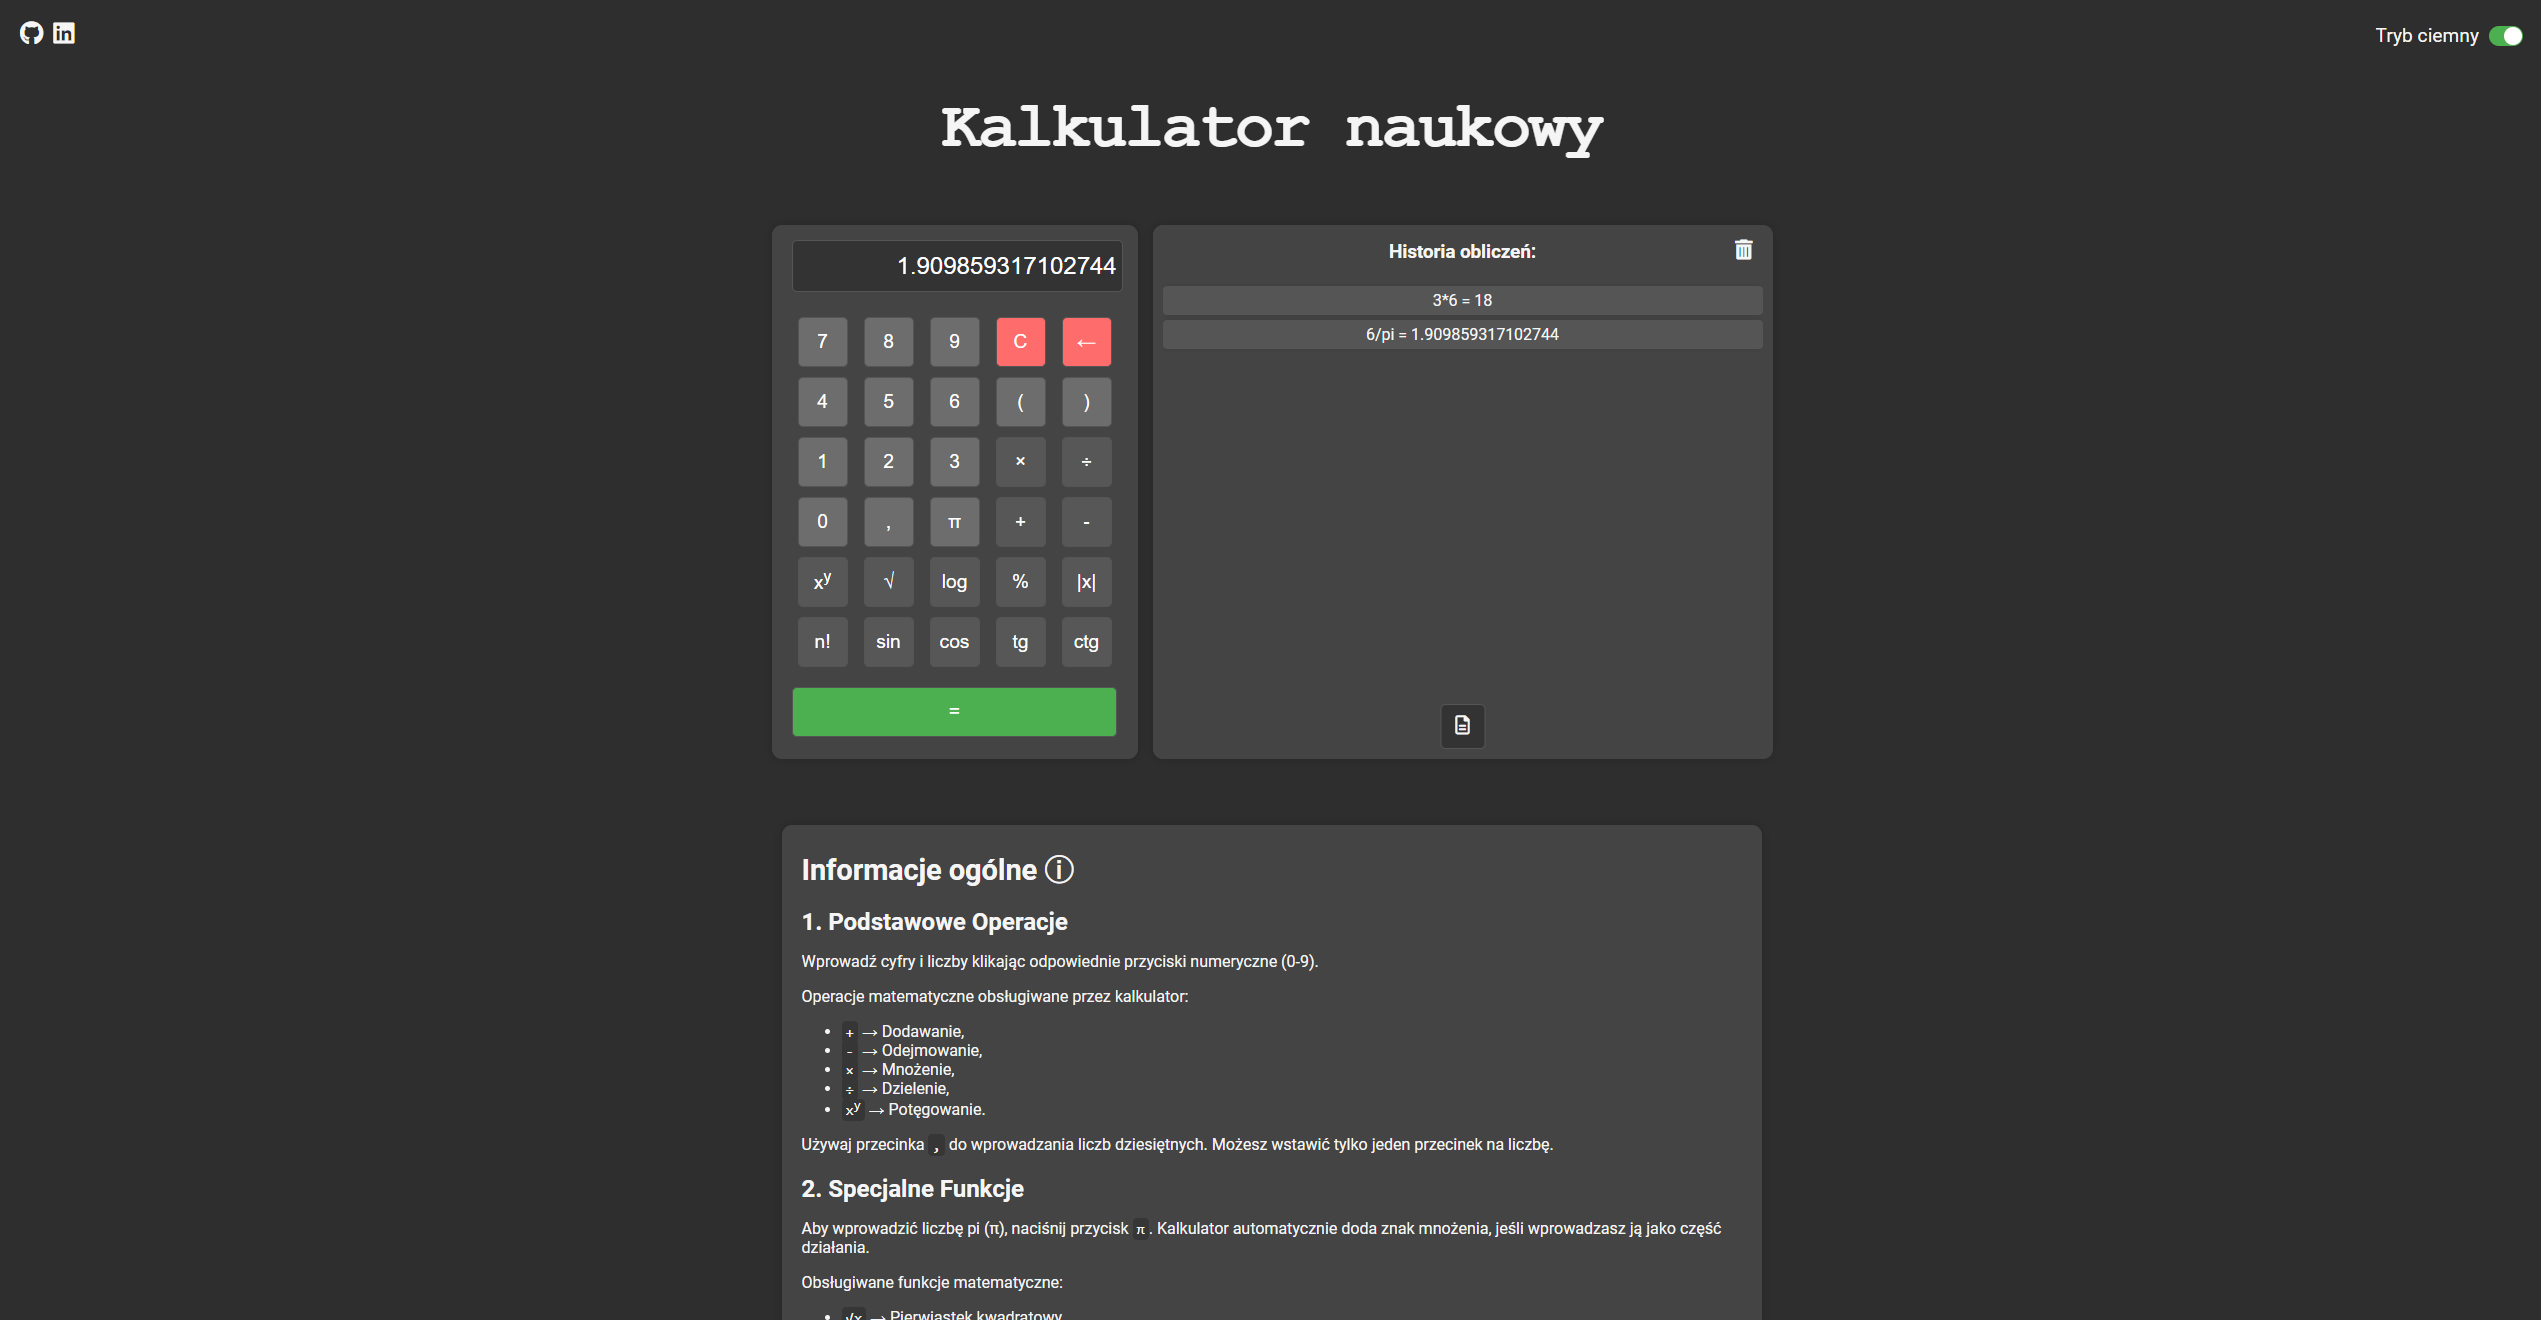 Tryb ciemny
Kalkulator naukowy
1.909859317102744
7 8 9 C ←
4 5 6 ( )
1 2 3 × ÷
0 , π + -
xʸ √ log % |x|
n! sin cos tg ctg
=
Historia obliczeń:
3*6 = 18
6/pi = 1.909859317102744
Informacje ogólne
1. Podstawowe Operacje
Wprowadź cyfry i liczby klikając odpowiednie przyciski numeryczne (0-9).
Operacje matematyczne obsługiwane przez kalkulator:
+ → Dodawanie,
- → Odejmowanie,
× → Mnożenie,
÷ → Dzielenie,
xʸ → Potęgowanie.
Używaj przecinka , do wprowadzania liczb dziesiętnych. Możesz wstawić tylko jeden przecinek na liczbę.
2. Specjalne Funkcje
Aby wprowadzić liczbę pi (π), naciśnij przycisk π. Kalkulator automatycznie doda znak mnożenia, jeśli wprowadzasz ją jako część
działania.
Obsługiwane funkcje matematyczne:
√x → Pierwiastek kwadratowy